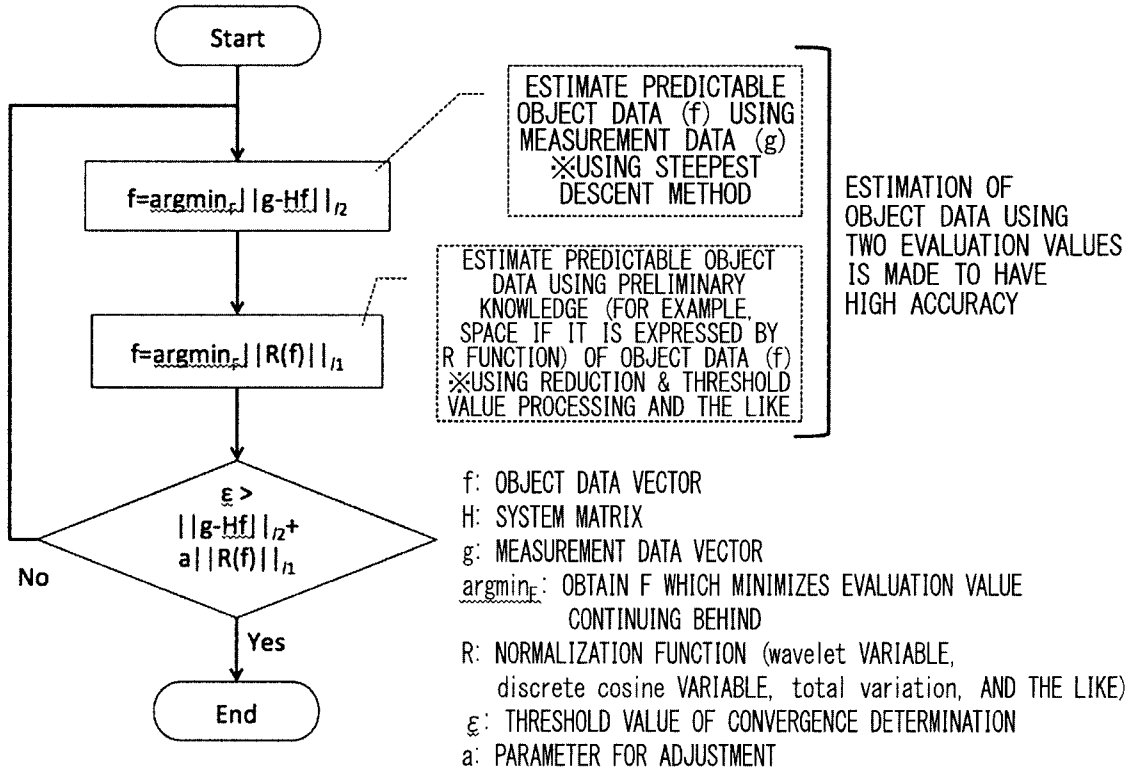 Start
ESTIMATE PREDICTABLE
OBJECT DATA (f) USING
MEASUREMENT DATA (g)
※USING STEEPEST
DESCENT METHOD
f=argmin_F||g-Hf||_l2
ESTIMATION OF
OBJECT DATA USING
TWO EVALUATION VALUES
IS MADE TO HAVE
HIGH ACCURACY
ESTIMATE PREDICTABLE OBJECT
DATA USING PRELIMINARY
KNOWLEDGE (FOR EXAMPLE,
SPACE IF IT IS EXPRESSED BY
R FUNCTION) OF OBJECT DATA (f)
※USING REDUCTION & THRESHOLD
VALUE PROCESSING AND THE LIKE
f=argmin_F||R(f)||_l1
ε >
||g-Hf||_l2+
a||R(f)||_l1
No
Yes
End
f: OBJECT DATA VECTOR
H: SYSTEM MATRIX
g: MEASUREMENT DATA VECTOR
argmin_F: OBTAIN F WHICH MINIMIZES EVALUATION VALUE
CONTINUING BEHIND
R: NORMALIZATION FUNCTION (wavelet VARIABLE,
discrete cosine VARIABLE, total variation, AND THE LIKE)
ε: THRESHOLD VALUE OF CONVERGENCE DETERMINATION
a: PARAMETER FOR ADJUSTMENT